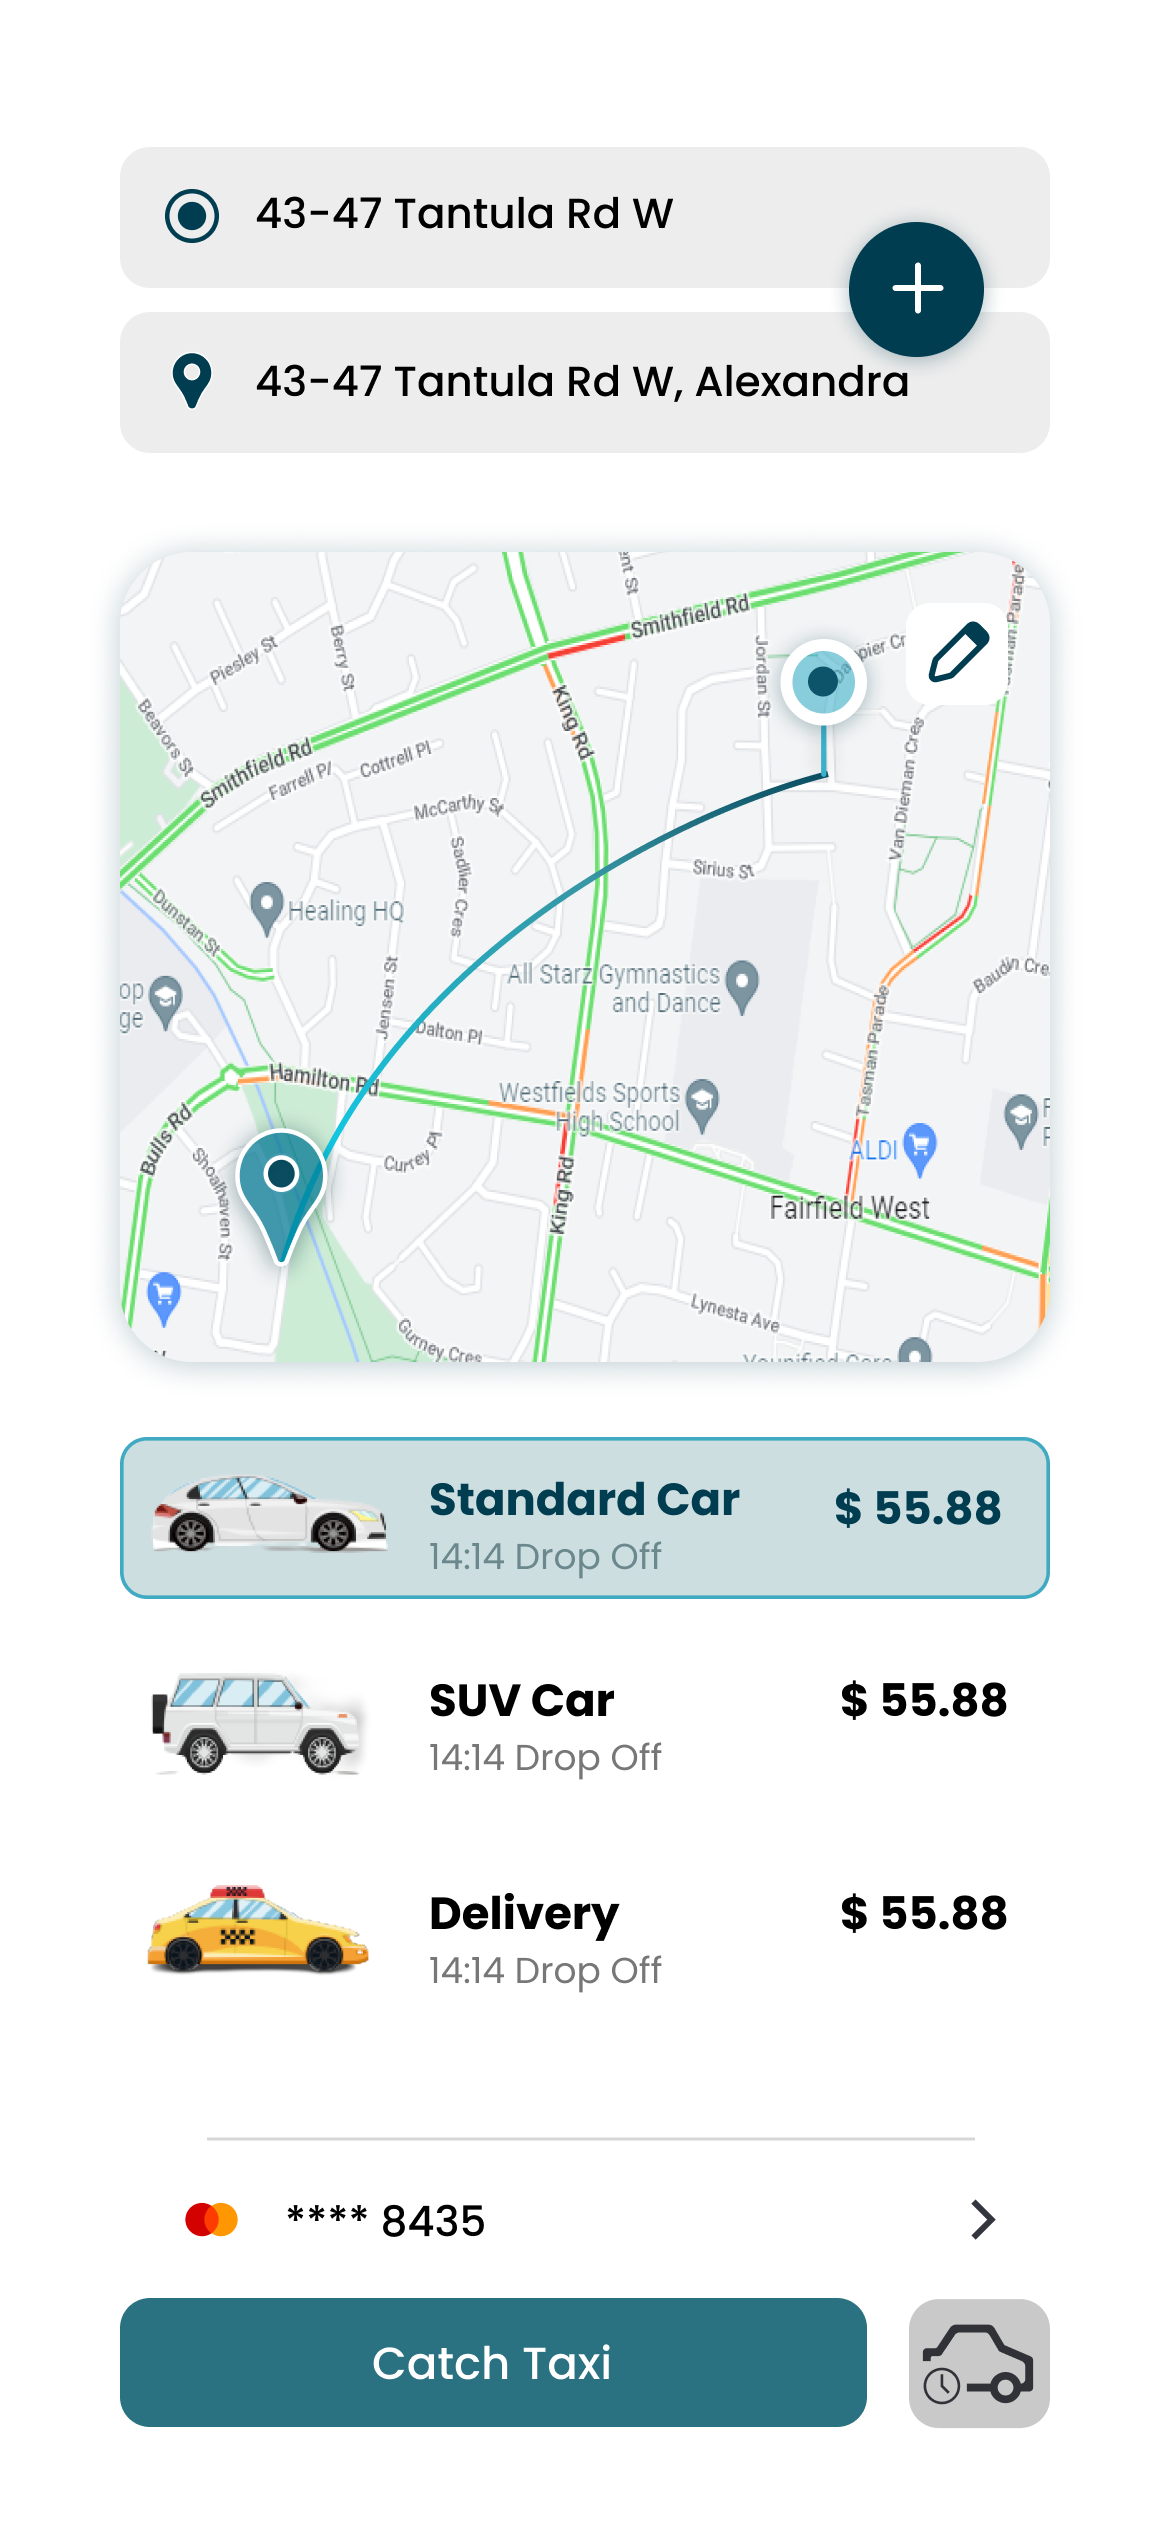 43-47 Tantula Rd W
43-47 Tantula Rd W, Alexandra
Smithfield Rd
Piesley St
Berry St
Jordan St
Beavors St
King Rd
Smithfield Rd
Farrell Pl
Cottrell Pl
McCarthy St
Van Dieman Cres
Sadlier Cres
Sirius St
Dunstan St
Healing HQ
All Starz Gymnastics
and Dance
Baudin Cre
op
ge
Jensen St
Dalton Pl
Tasman Parade
Hamilton Rd
Westfields Sports
High School
Bulls Rd
Curtey Pl
ALDI
Shoalhaven St
King Rd
Fairfield West
Lynesta Ave
Gurney Cres
Standard Car
$ 55.88
14:14 Drop Off
SUV Car
$ 55.88
14:14 Drop Off
Delivery
$ 55.88
14:14 Drop Off
**** 8435
Catch Taxi